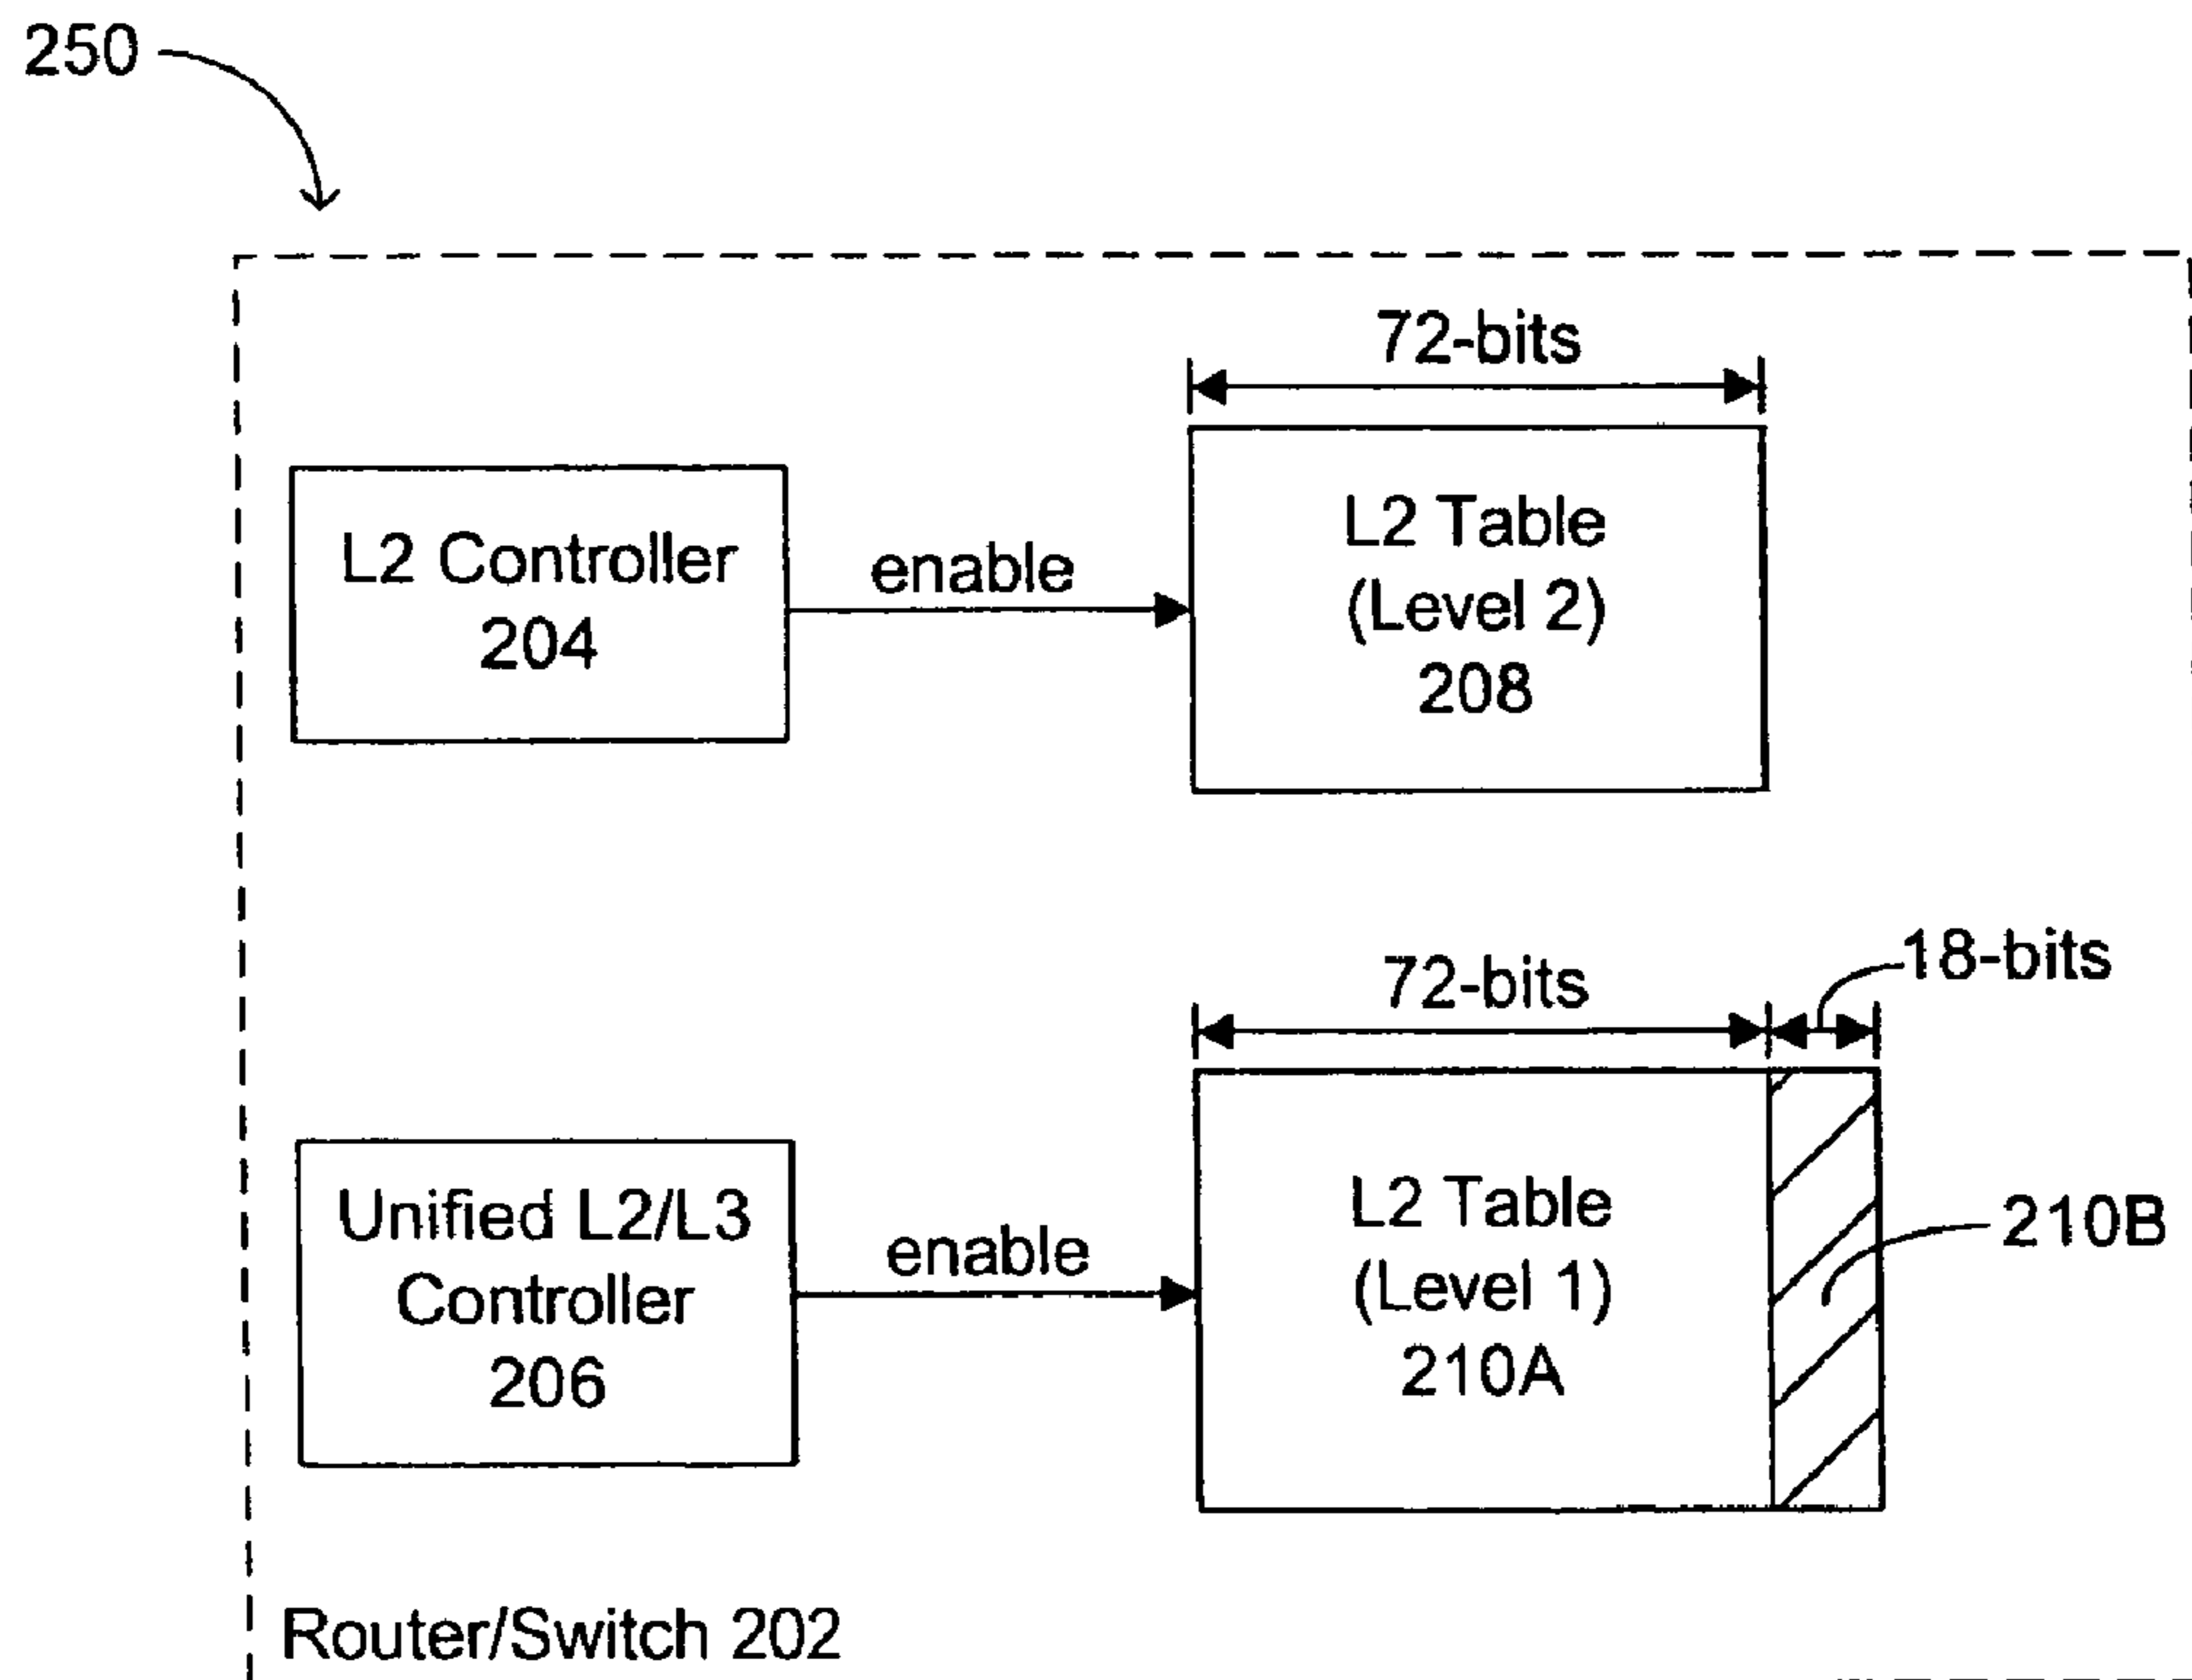 250
72-bits
L2 Controller
204
enable
L2 Table
(Level 2)
208
72-bits
18-bits
Unified L2/L3
Controller
206
enable
L2 Table
(Level 1)
210A
210B
Router/Switch 202